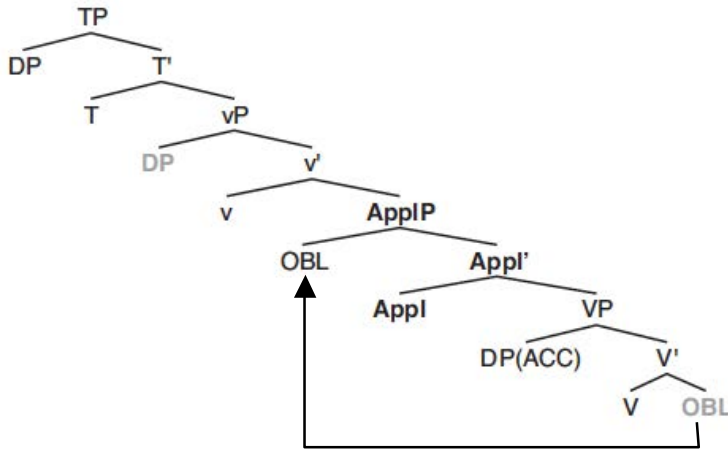 TP
DP T'
T vP
DP v'
v ApplP
OBL Appl’
Appl VP
DP(ACC) V'
V OBL